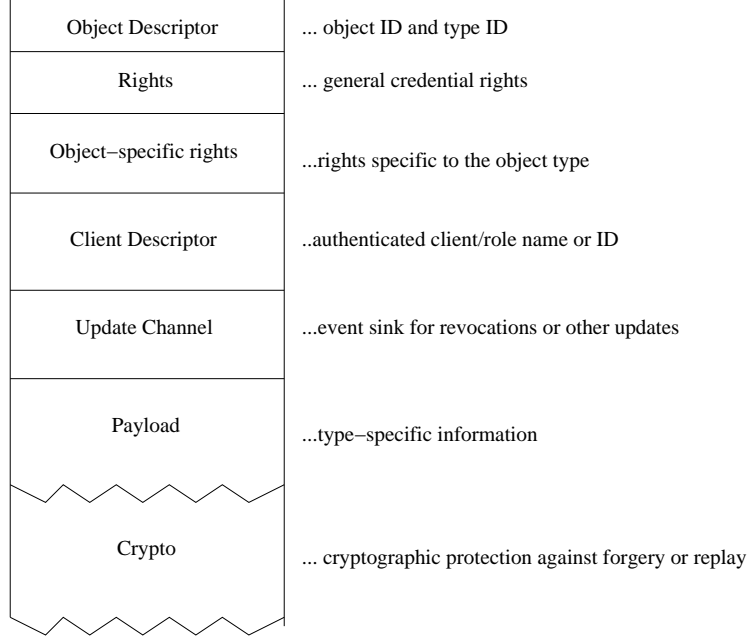 Object Descriptor ... object ID and type ID
Rights ... general credential rights
Object−specific rights ...rights specific to the object type
Client Descriptor ..authenticated client/role name or ID
Update Channel ...event sink for revocations or other updates
Payload ...type−specific information
Crypto ... cryptographic protection against forgery or replay